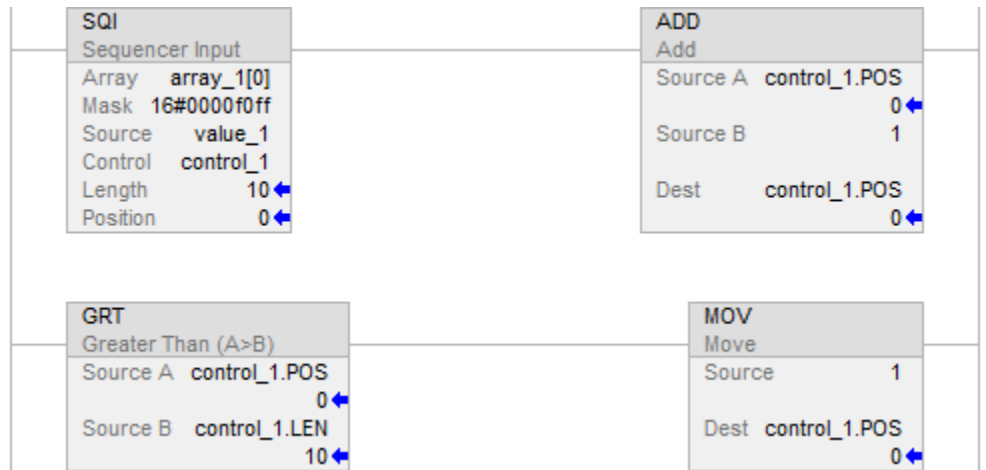 SQI
Sequencer Input
Array array_1[0]
Mask 16#0000f0ff
Source value_1
Control control_1
Length 10
Position 0
ADD
Add
Source A control_1.POS
0
Source B 1
Dest control_1.POS
0
GRT
Greater Than (A>B)
Source A control_1.POS
0
Source B control_1.LEN
10
MOV
Move
Source 1
Dest control_1.POS
0